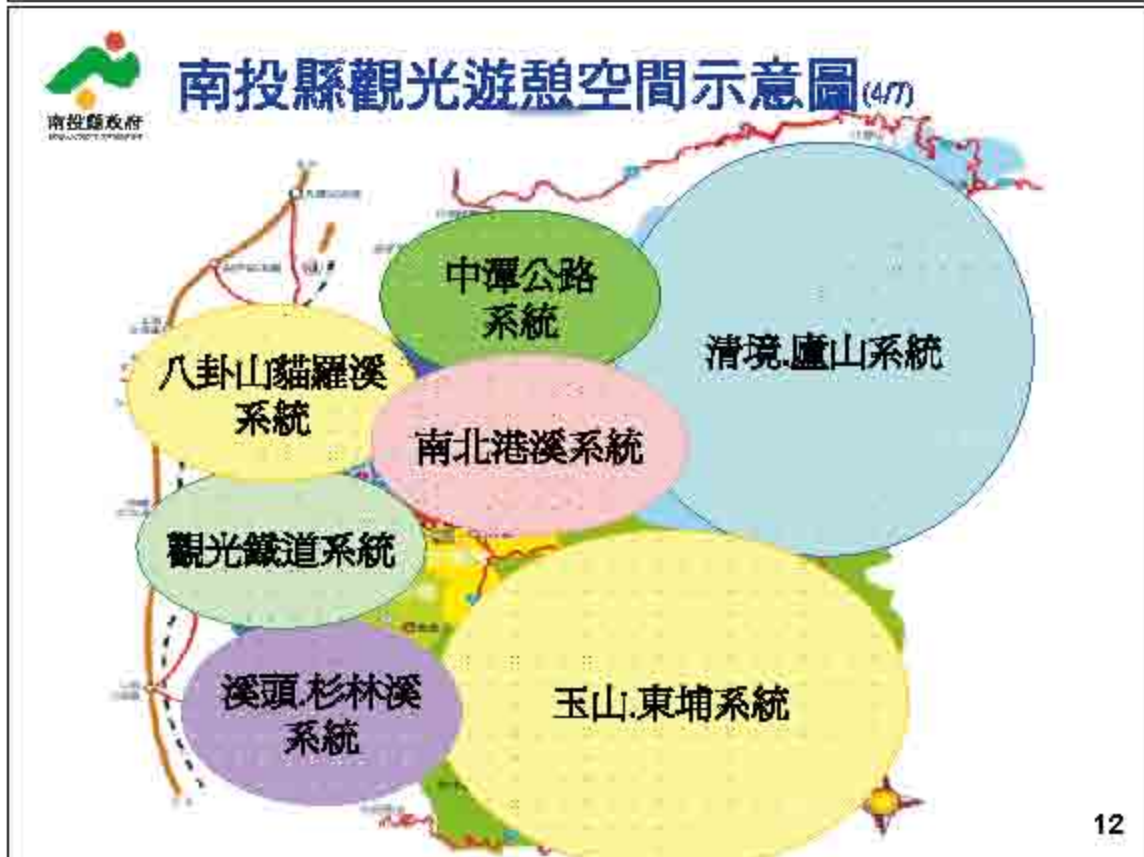 南投縣政府
南投縣觀光遊憩空間示意圖(4/7)
中潭公路
系統
清境.廬山系統
八卦山貓羅溪
系統
南北港溪系統
觀光鐵道系統
溪頭.杉林溪
系統
玉山.東埔系統
12